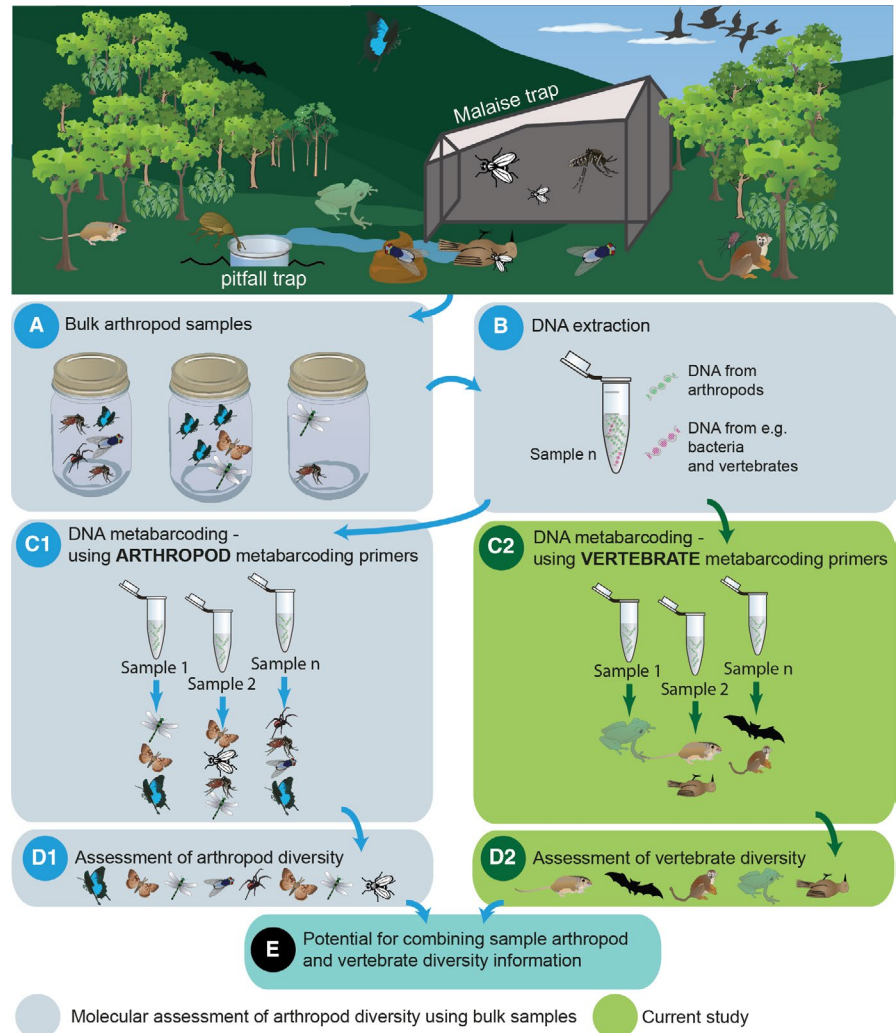 Malaise trap
pitfall trap
A
Bulk arthropod samples
B
DNA extraction
DNA from
arthropods
DNA from e.g.
bacteria
and vertebrates
Sample n
C1
DNA metabarcoding -
using ARTHROPOD metabarcoding primers
Sample 1
Sample 2
Sample n
C2
DNA metabarcoding -
using VERTEBRATE metabarcoding primers
Sample 1
Sample 2
Sample n
D1
Assessment of arthropod diversity
D2
Assessment of vertebrate diversity
E
Potential for combining sample arthropod
and vertebrate diversity information
Molecular assessment of arthropod diversity using bulk samples
Current study